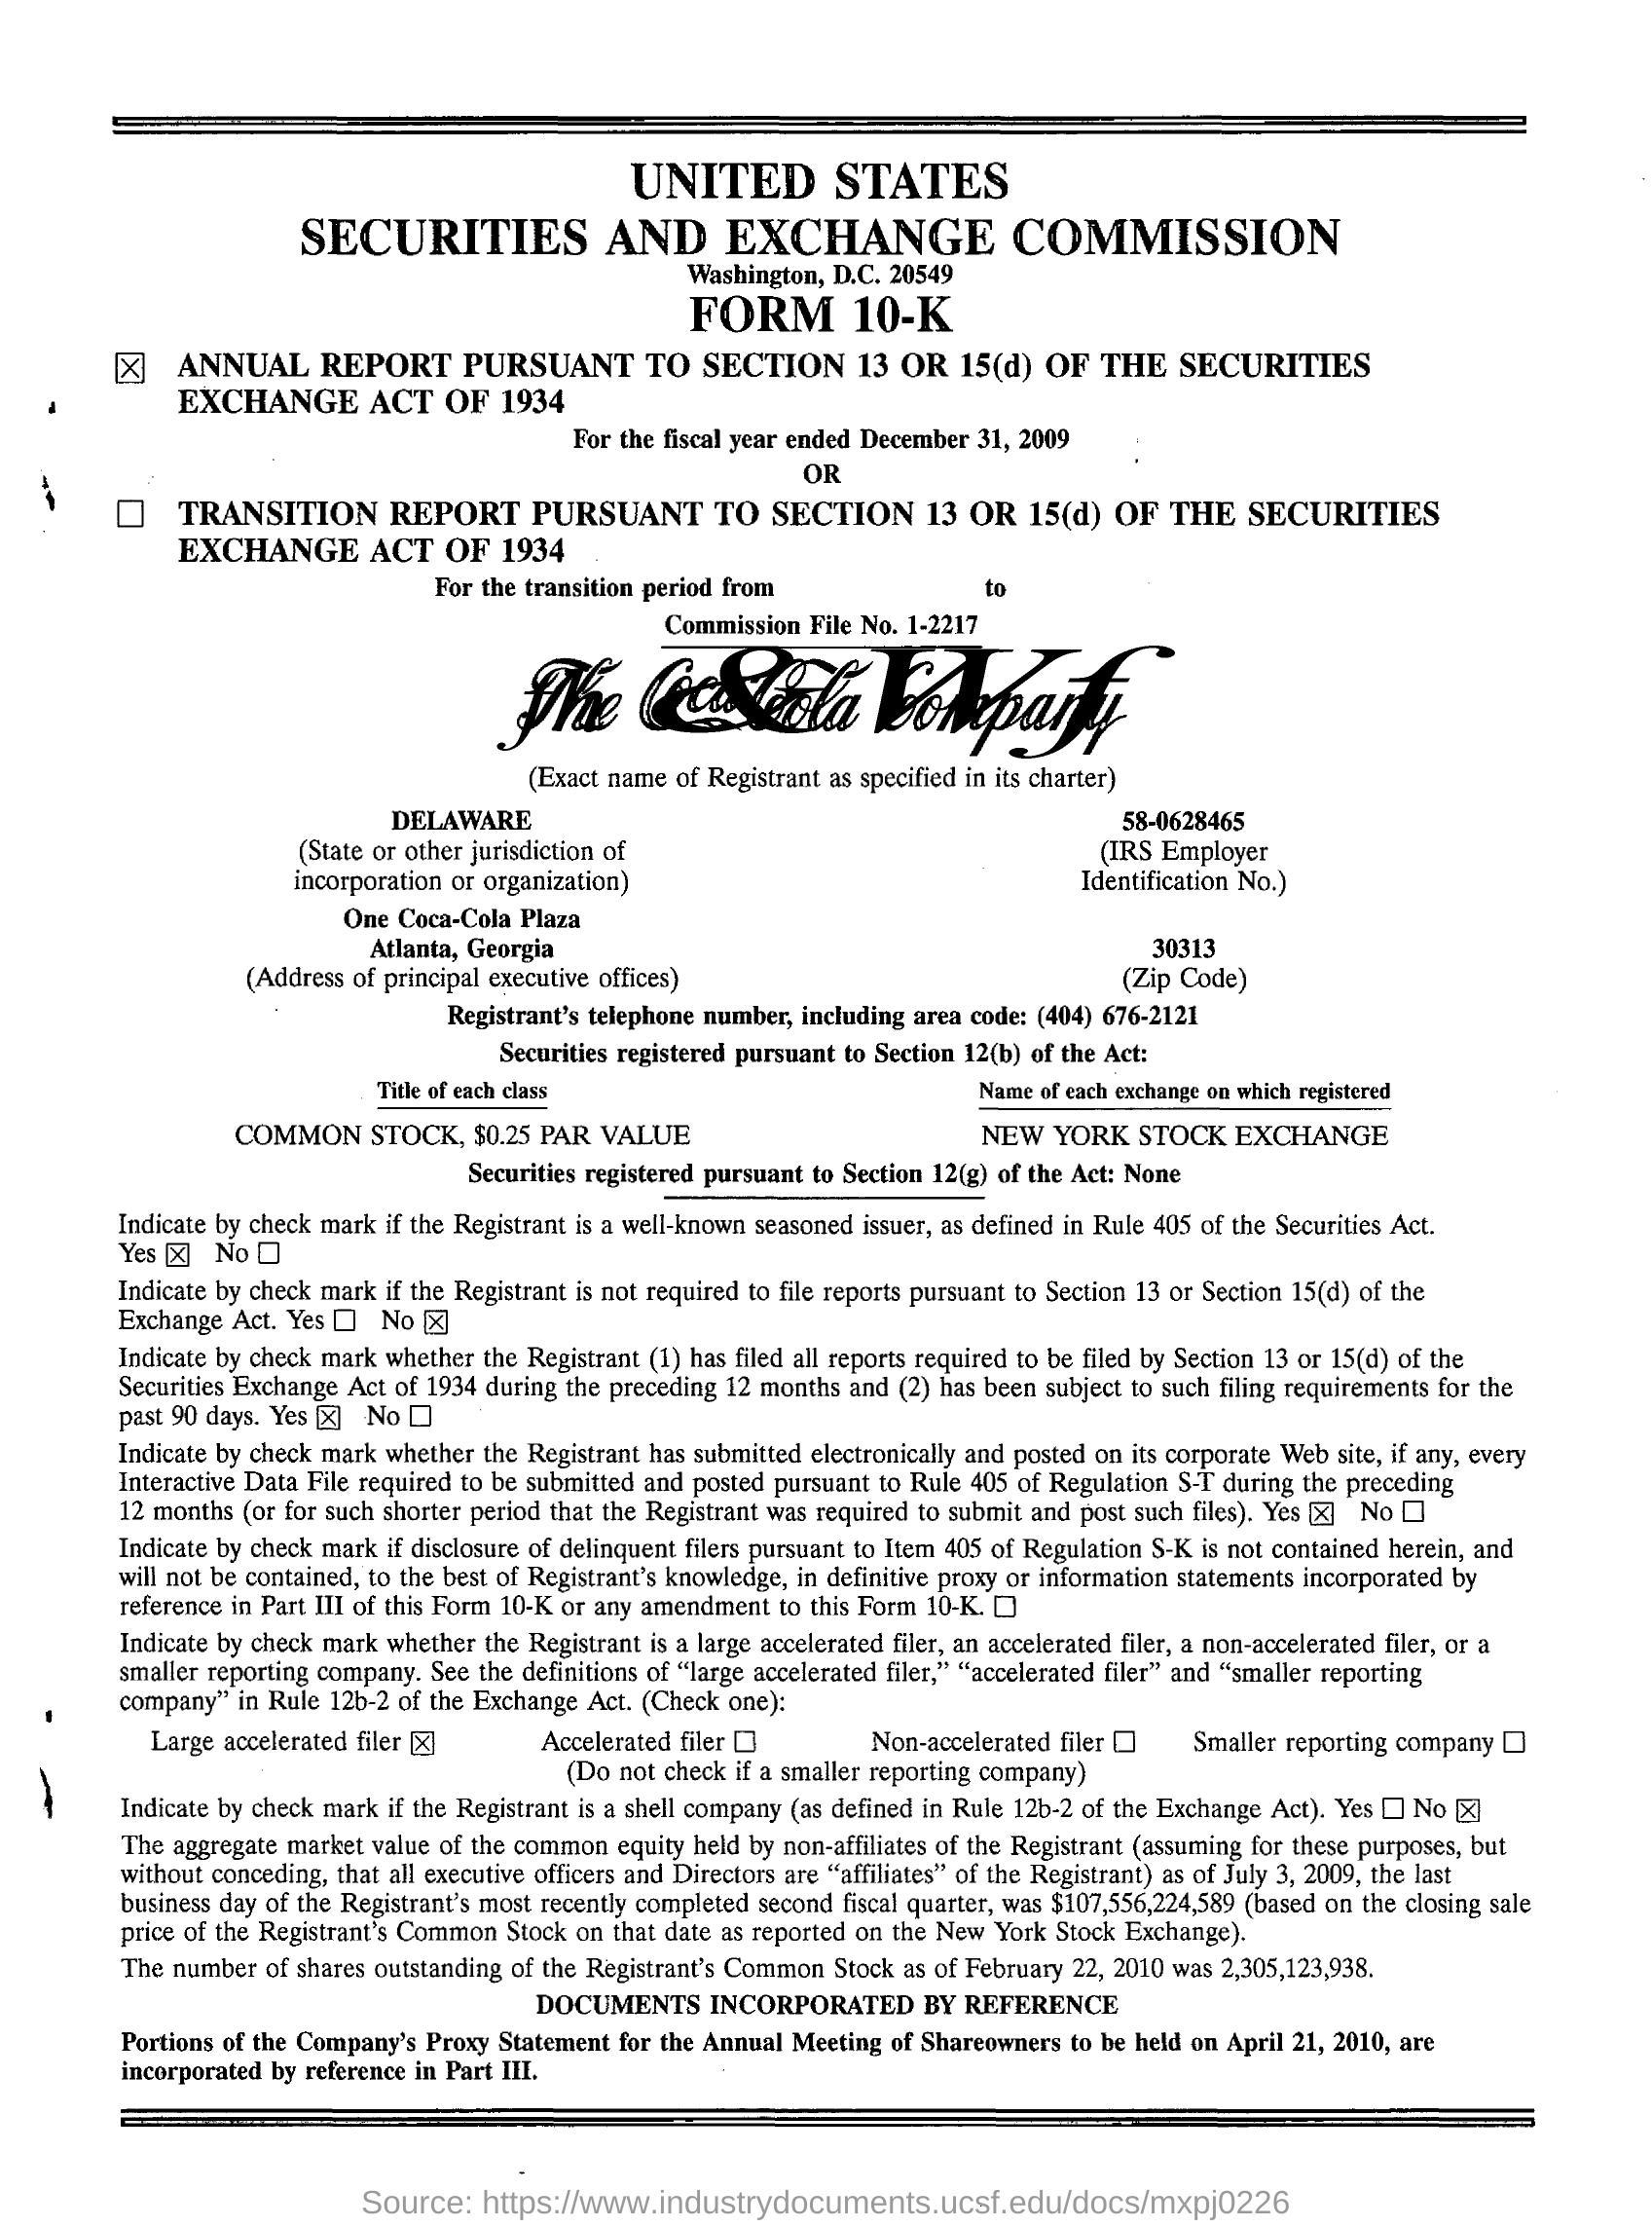 UNITED STATES
SECURITIES AND EXCHANGE COMMISSION
Washington, D.C. 20549
FORM 10-K
☒ ANNUAL REPORT PURSUANT TO SECTION 13 OR 15(d) OF THE SECURITIES
EXCHANGE ACT OF 1934
For the fiscal year ended December 31, 2009
OR
☐ TRANSITION REPORT PURSUANT TO SECTION 13 OR 15(d) OF THE SECURITIES
EXCHANGE ACT OF 1934
For the transition period from to
Commission File No. 1-2217
The Coca-Cola Company
(Exact name of Registrant as specified in its charter)
DELAWARE 58-0628465
(State or other jurisdiction of (IRS Employer
incorporation or organization) Identification No.)
One Coca-Cola Plaza
Atlanta, Georgia 30313
(Address of principal executive offices) (Zip Code)
Registrant's telephone number, including area code: (404) 676-2121
Securities registered pursuant to Section 12(b) of the Act:
Title of each class Name of each exchange on which registered
COMMON STOCK, $0.25 PAR VALUE NEW YORK STOCK EXCHANGE
Securities registered pursuant to Section 12(g) of the Act: None
Indicate by check mark if the Registrant is a well-known seasoned issuer, as defined in Rule 405 of the Securities Act.
Yes ☒ No ☐
Indicate by check mark if the Registrant is not required to file reports pursuant to Section 13 or Section 15(d) of the
Exchange Act. Yes ☐ No ☒
Indicate by check mark whether the Registrant (1) has filed all reports required to be filed by Section 13 or 15(d) of the
Securities Exchange Act of 1934 during the preceding 12 months and (2) has been subject to such filing requirements for the
past 90 days. Yes ☒ No ☐
Indicate by check mark whether the Registrant has submitted electronically and posted on its corporate Web site, if any, every
Interactive Data File required to be submitted and posted pursuant to Rule 405 of Regulation S-T during the preceding
12 months (or for such shorter period that the Registrant was required to submit and post such files). Yes ☒ No ☐
Indicate by check mark if disclosure of delinquent filers pursuant to Item 405 of Regulation S-K is not contained herein, and
will not be contained, to the best of Registrant's knowledge, in definitive proxy or information statements incorporated by
reference in Part III of this Form 10-K or any amendment to this Form 10-K. ☐
Indicate by check mark whether the Registrant is a large accelerated filer, an accelerated filer, a non-accelerated filer, or a
smaller reporting company. See the definitions of "large accelerated filer," "accelerated filer" and "smaller reporting
company" in Rule 12b-2 of the Exchange Act. (Check one):
Large accelerated filer ☒ Accelerated filer ☐ Non-accelerated filer ☐ Smaller reporting company ☐
(Do not check if a smaller reporting company)
Indicate by check mark if the Registrant is a shell company (as defined in Rule 12b-2 of the Exchange Act). Yes ☐ No ☒
The aggregate market value of the common equity held by non-affiliates of the Registrant (assuming for these purposes, but
without conceding, that all executive officers and Directors are "affiliates" of the Registrant) as of July 3, 2009, the last
business day of the Registrant's most recently completed second fiscal quarter, was $107,556,224,589 (based on the closing sale
price of the Registrant's Common Stock on that date as reported on the New York Stock Exchange).
The number of shares outstanding of the Registrant's Common Stock as of February 22, 2010 was 2,305,123,938.
DOCUMENTS INCORPORATED BY REFERENCE
Portions of the Company's Proxy Statement for the Annual Meeting of Shareowners to be held on April 21, 2010, are
incorporated by reference in Part III.
Source: https://www.industrydocuments.ucsf.edu/docs/mxpj0226